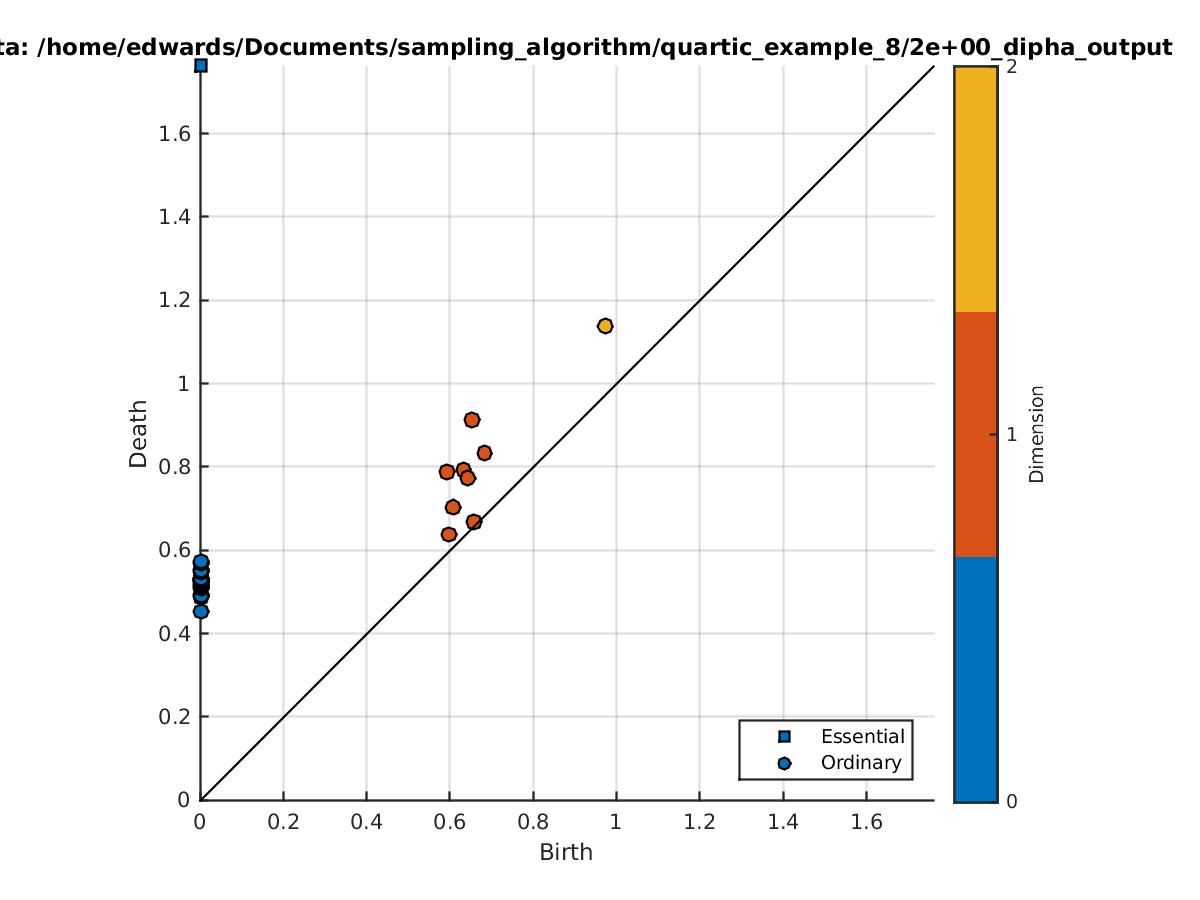 ta: /home/edwards/Documents/sampling_algorithm/quartic_example_8/2e+00_dipha_output
2
1.6
1.4
1.2
1
0.8
0.6
0.4
0.2
0
Death
1
Dimension
0
Essential
Ordinary
0 0.2 0.4 0.6 0.8 1 1.2 1.4 1.6
Birth